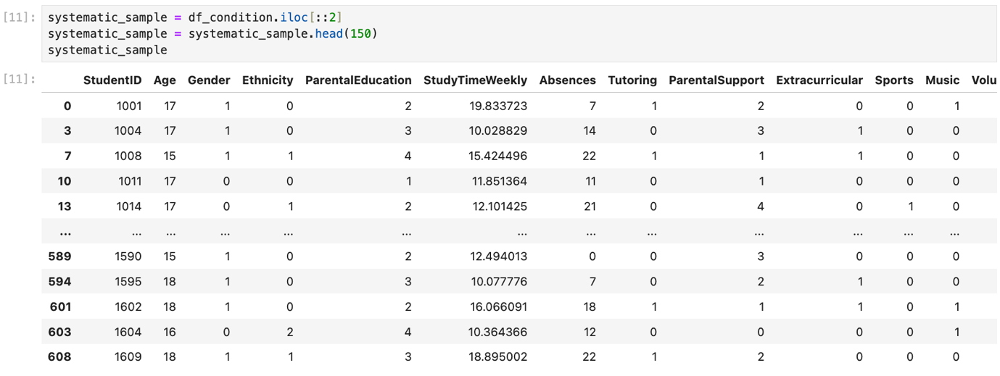 [11]: systematic_sample = df_condition.iloc[::2]
systematic_sample = systematic_sample.head(150)
systematic_sample
[11]: StudentID Age Gender Ethnicity ParentalEducation StudyTimeWeekly Absences Tutoring ParentalSupport Extracurricular Sports Music Volu
0 1001 17 1 0 2 19.833723 7 1 2 0 0 1
3 1004 17 1 0 3 10.028829 14 0 3 1 0 0
7 1008 15 1 1 4 15.424496 22 1 1 1 0 0
10 1011 17 0 0 1 11.851364 11 0 1 0 0 0
13 1014 17 0 1 2 12.101425 21 0 4 0 1 0
... ... ... ... ... ... ... ... ... ... ... ... ...
589 1590 15 1 0 2 12.494013 0 0 3 0 0 0
594 1595 18 1 0 3 10.077776 7 0 2 1 0 0
601 1602 18 1 0 2 16.066091 18 1 1 1 0 1
603 1604 16 0 2 4 10.364366 12 0 0 0 0 1
608 1609 18 1 1 3 18.895002 22 1 2 0 0 0